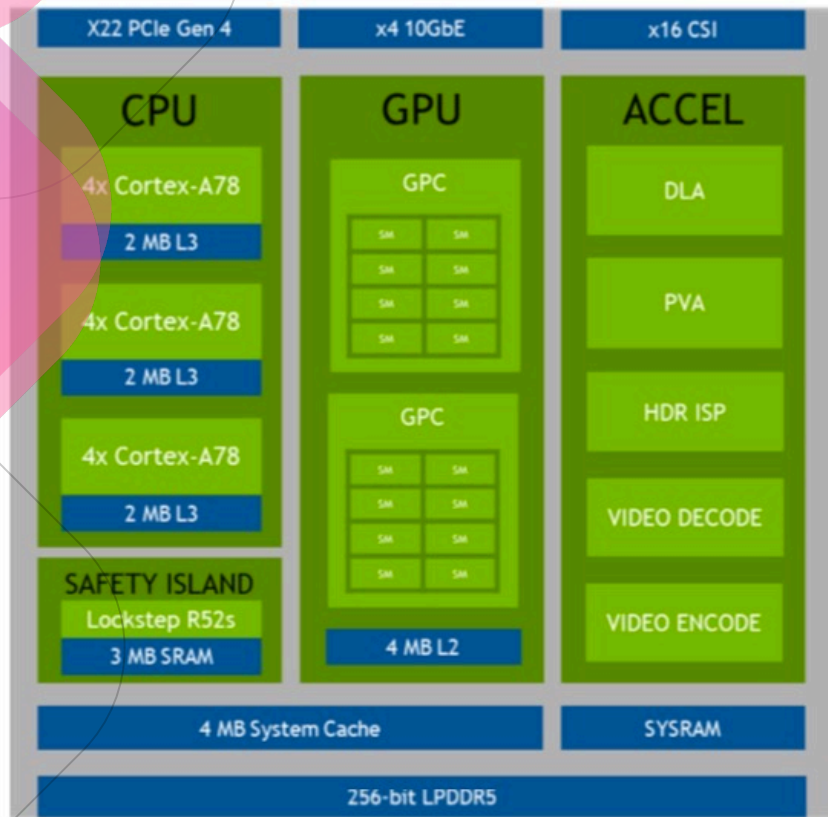 X22 PCIe Gen 4
x4 10GbE
x16 CSI
CPU
4x Cortex-A78
2 MB L3
4x Cortex-A78
2 MB L3
4x Cortex-A78
2 MB L3
SAFETY ISLAND
Lockstep R52s
3 MB SRAM
GPU
GPC
SM SM
SM SM
SM SM
SM SM
GPC
SM SM
SM SM
SM SM
SM SM
4 MB L2
ACCEL
DLA
PVA
HDR ISP
VIDEO DECODE
VIDEO ENCODE
4 MB System Cache
SYSRAM
256-bit LPDDR5